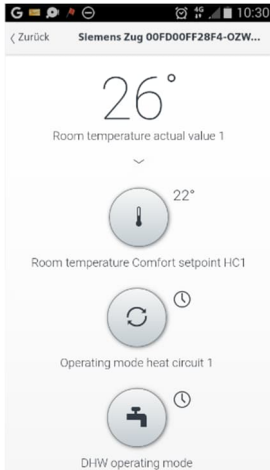 G 4G 10:30
Zurück Siemens Zug 00FD00FF28F4-OZW...
26°
Room temperature actual value 1
22°
Room temperature Comfort setpoint HC1
Operating mode heat circuit 1
DHW operating mode